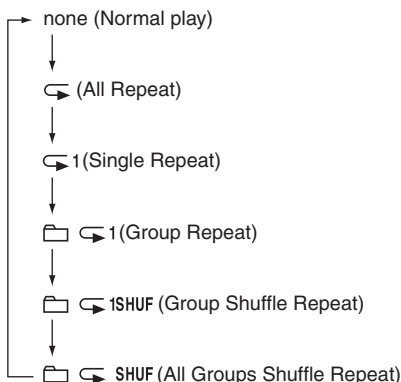 none (Normal play)
(All Repeat)
1 (Single Repeat)
1 (Group Repeat)
1SHUF (Group Shuffle Repeat)
SHUF (All Groups Shuffle Repeat)